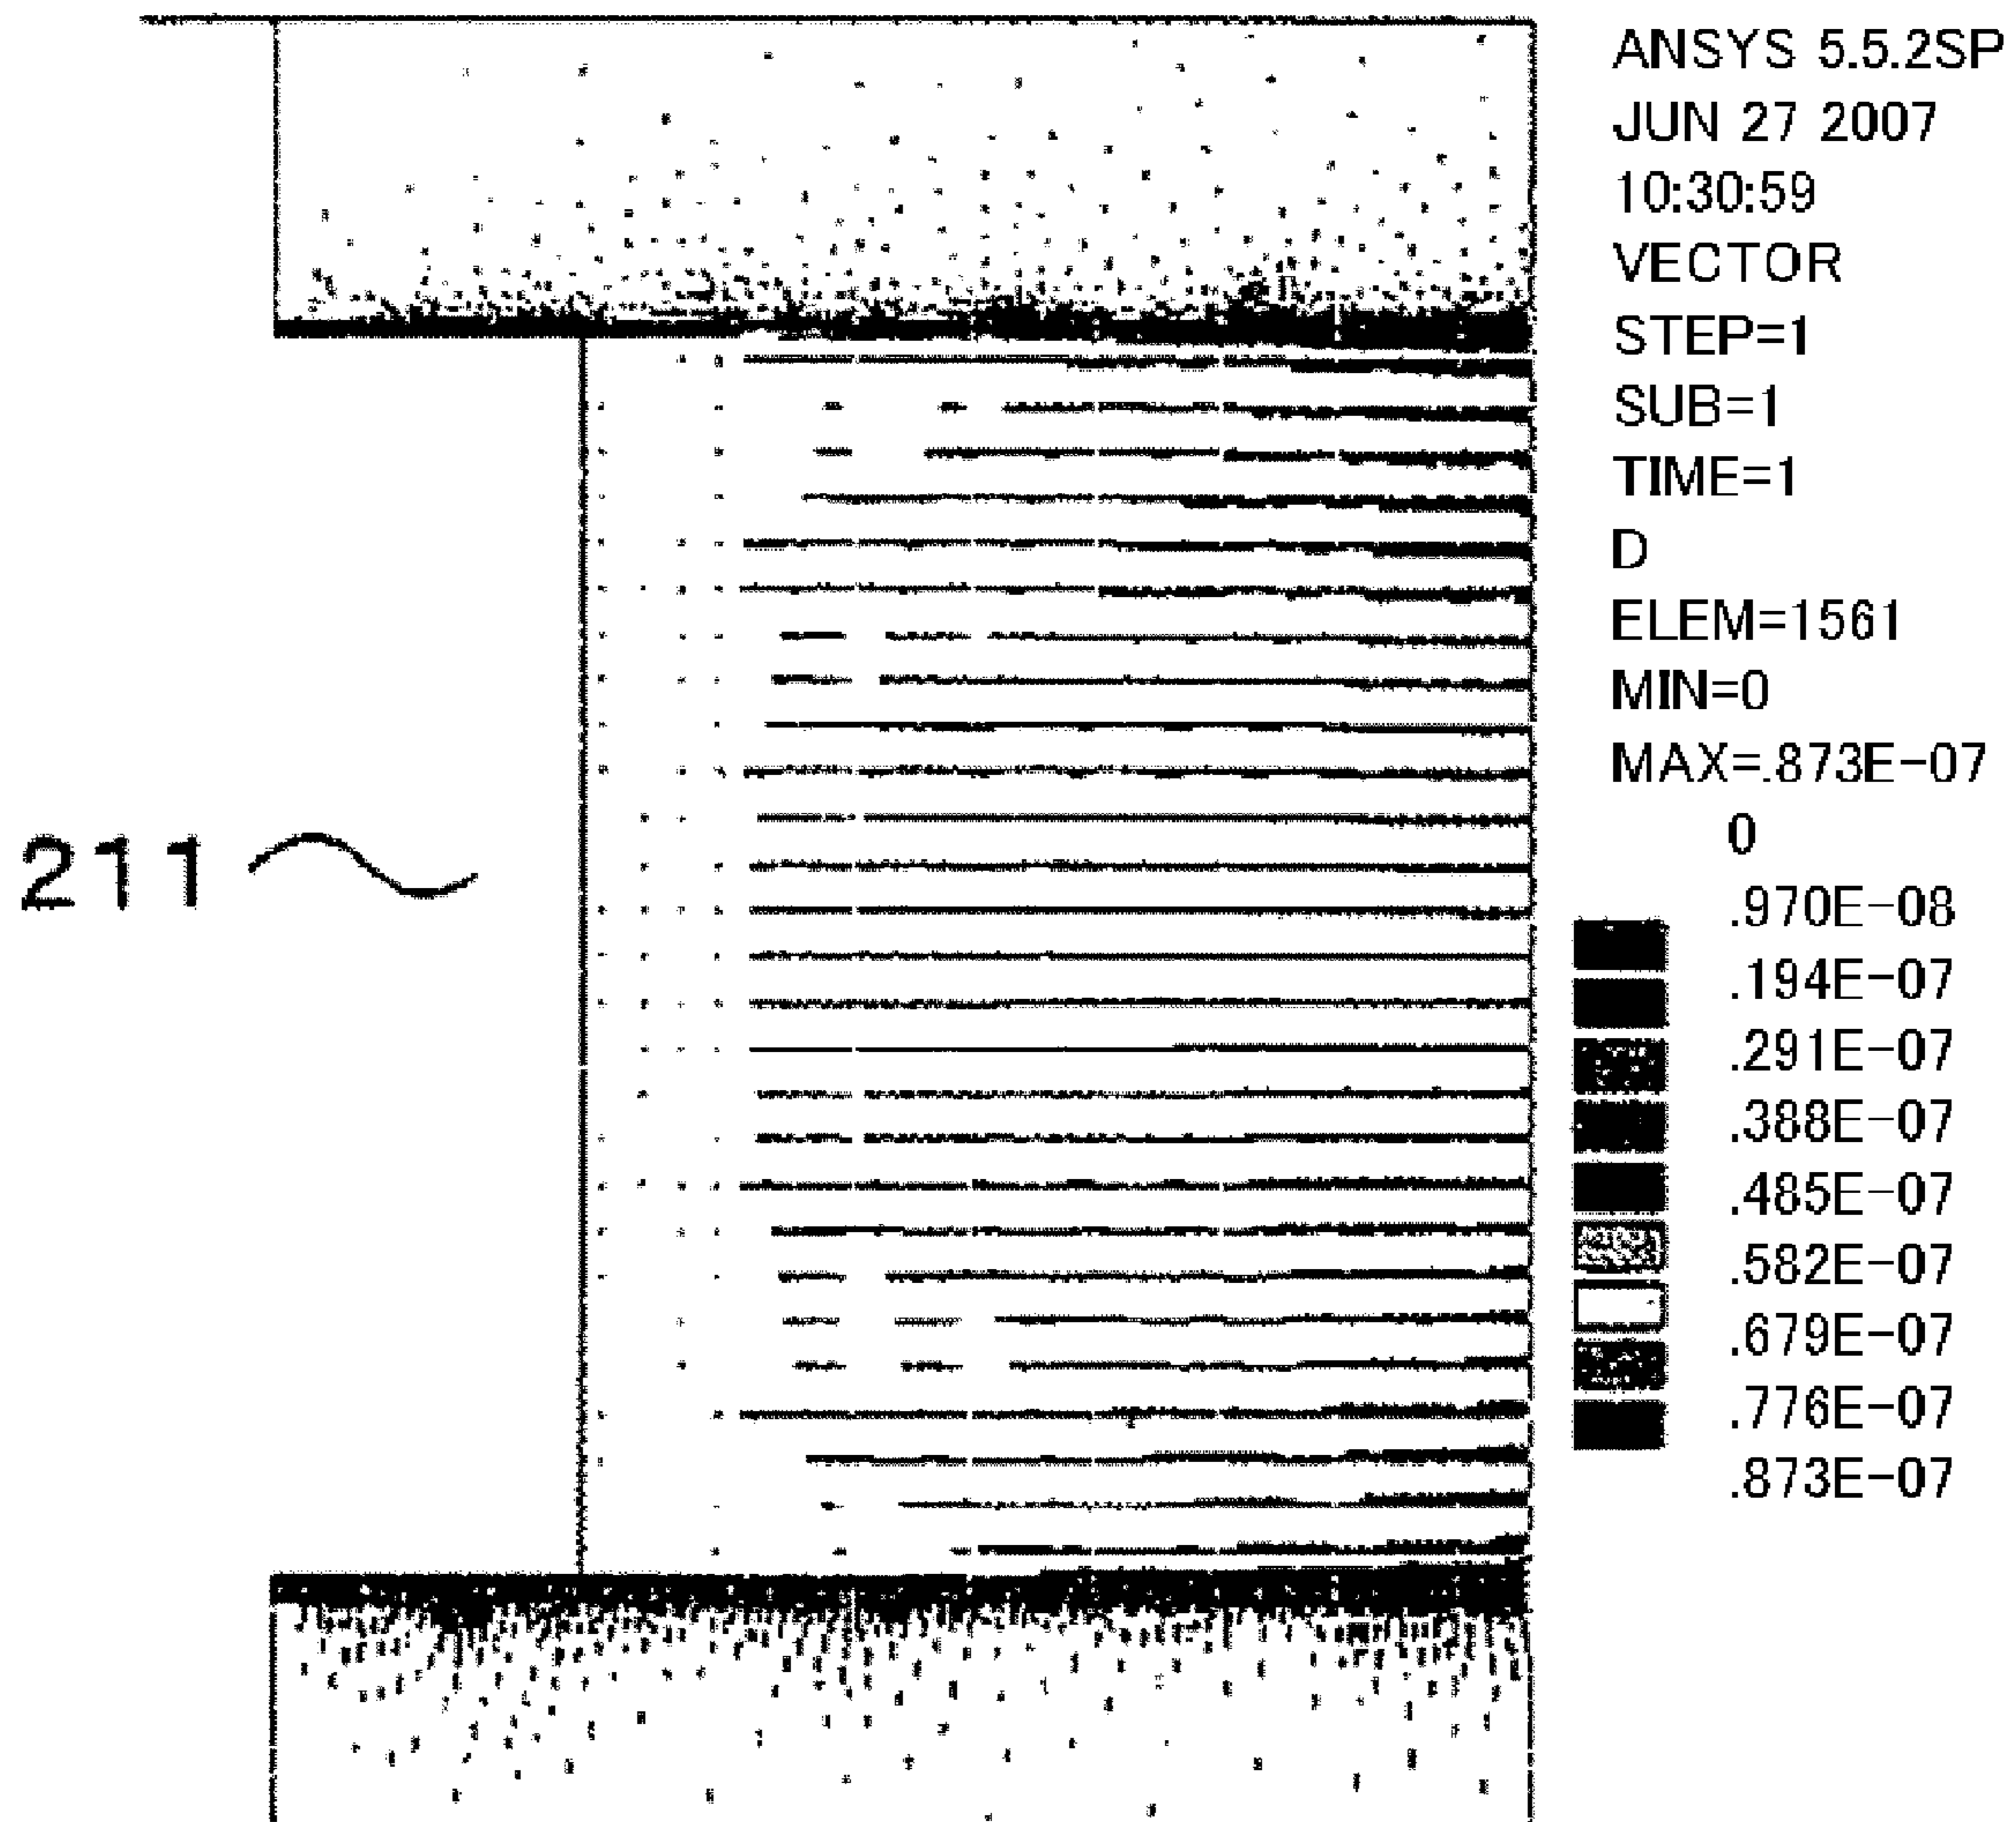 ANSYS 5.5.2SP
JUN 27 2007
10:30:59
VECTOR
STEP=1
SUB=1
TIME=1
D
ELEM=1561
MIN=0
MAX=.873E-07
0
.970E-08
.194E-07
.291E-07
.388E-07
.485E-07
.582E-07
.679E-07
.776E-07
.873E-07
211